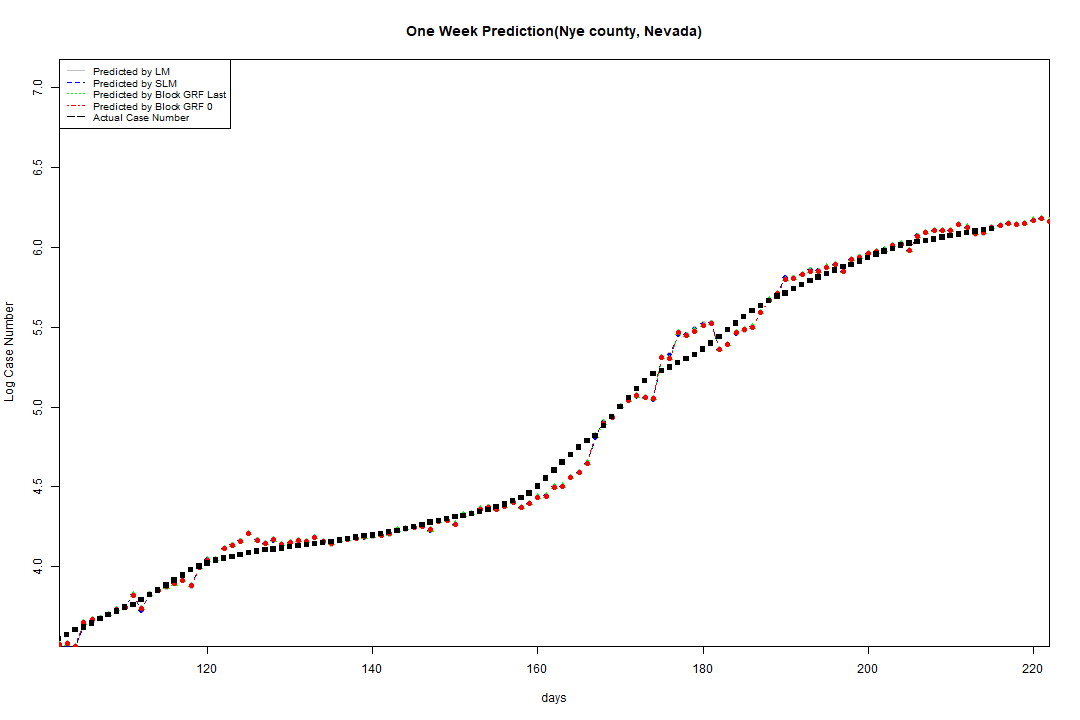 One Week Prediction(Nye county, Nevada)
Predicted by LM
Predicted by SLM
Predicted by Block GRF Last
Predicted by Block GRF 0
Actual Case Number
7.0
6.5
6.0
5.5
5.0
4.5
4.0
Log Case Number
120 140 160 180 200 220
days